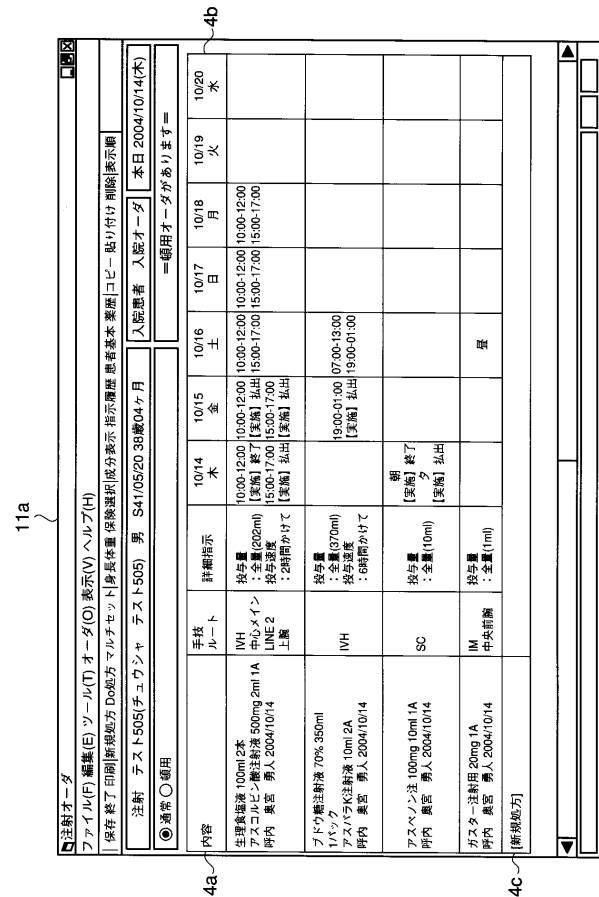 11a
注射オーダ
ファイル(F) 編集(E) ツール(T) オーダ(O) 表示(V) ヘルプ(H)
保存 終了 印刷|新規処方 Do処方 マルチセット|身長体重 保険選択|成分表示 指示履歴 患者基本 薬歴|コピー 貼り付け 削除|表示順
注射 テスト505(チュウシャ テスト505) 男 S41/05/20 38歳04ヶ月 入院患者 入院オーダ 本日 2004/10/14(木)
通常 頓用 =頓用オーダがあります=
4a
4b
内容 手技 ルート 詳細指示 10/14 木 10/15 金 10/16 土 10/17 日 10/18 月 10/19 火 10/20 水
生理食塩液 100ml 2本
アスコルビン酸注射液 500mg 2ml 1A
呼内 奥宮 勇人 2004/10/14
IVH
中心メイン
LINE 2
上腕
投与量
:全量(202ml)
投与速度
:2時間かけて
10:00-12:00
【実施】終了
15:00-17:00
【実施】払出
10:00-12:00
【実施】払出
15:00-17:00
【実施】払出
10:00-12:00
15:00-17:00
10:00-12:00
15:00-17:00
10:00-12:00
15:00-17:00
ブドウ糖注射液 70% 350ml
1パック
アスパラK注射液 10ml 2A
呼内 奥宮 勇人 2004/10/14
IVH
投与量
:全量(370ml)
投与速度
:6時間かけて
19:00-01:00
【実施】払出
07:00-13:00
19:00-01:00
アスペノン注 100mg 10ml 1A
呼内 奥宮 勇人 2004/10/14
SC
投与量
:全量(10ml)
朝
【実施】終了
夕
【実施】払出
ガスター注射用 20mg 1A
呼内 奥宮 勇人 2004/10/14
IM
中央前腕
投与量
:全量(1ml)
昼
[新規処方]
4c